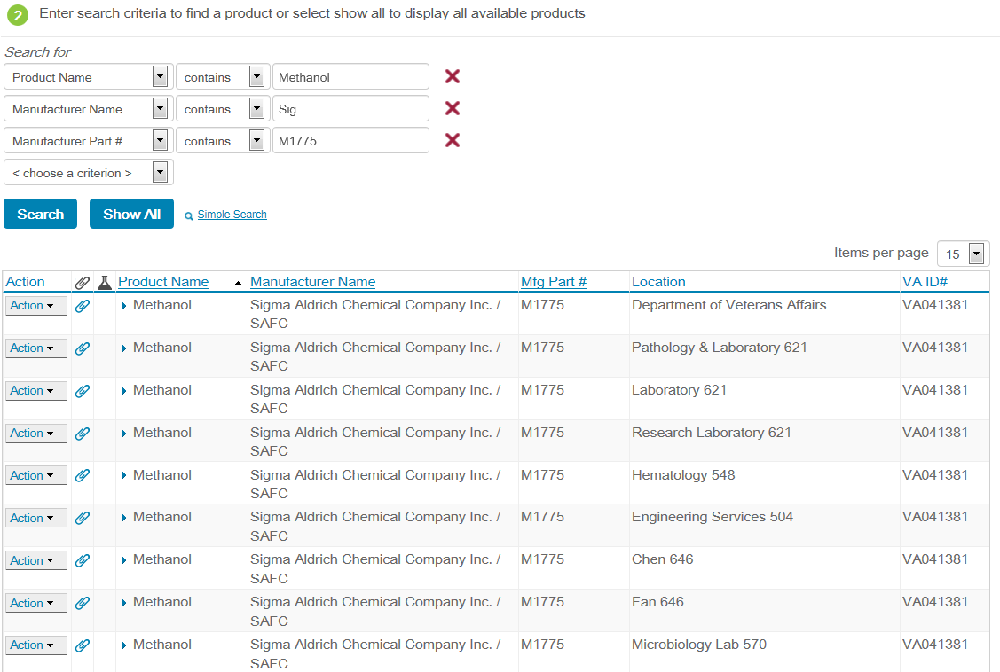 2 Enter search criteria to find a product or select show all to display all available products
Search for
Product Name contains Methanol
Manufacturer Name contains Sig
Manufacturer Part # contains M1775
< choose a criterion >
Search Show All Simple Search
Items per page 15
Action Product Name Manufacturer Name Mfg Part # Location VA ID#
Action Methanol Sigma Aldrich Chemical Company Inc. / M1775 Department of Veterans Affairs VA041381
SAFC
Action Methanol Sigma Aldrich Chemical Company Inc. / M1775 Pathology & Laboratory 621 VA041381
SAFC
Action Methanol Sigma Aldrich Chemical Company Inc. / M1775 Laboratory 621 VA041381
SAFC
Action Methanol Sigma Aldrich Chemical Company Inc. / M1775 Research Laboratory 621 VA041381
SAFC
Action Methanol Sigma Aldrich Chemical Company Inc. / M1775 Hematology 548 VA041381
SAFC
Action Methanol Sigma Aldrich Chemical Company Inc. / M1775 Engineering Services 504 VA041381
SAFC
Action Methanol Sigma Aldrich Chemical Company Inc. / M1775 Chen 646 VA041381
SAFC
Action Methanol Sigma Aldrich Chemical Company Inc. / M1775 Fan 646 VA041381
SAFC
Action Methanol Sigma Aldrich Chemical Company Inc. / M1775 Microbiology Lab 570 VA041381
SAFC